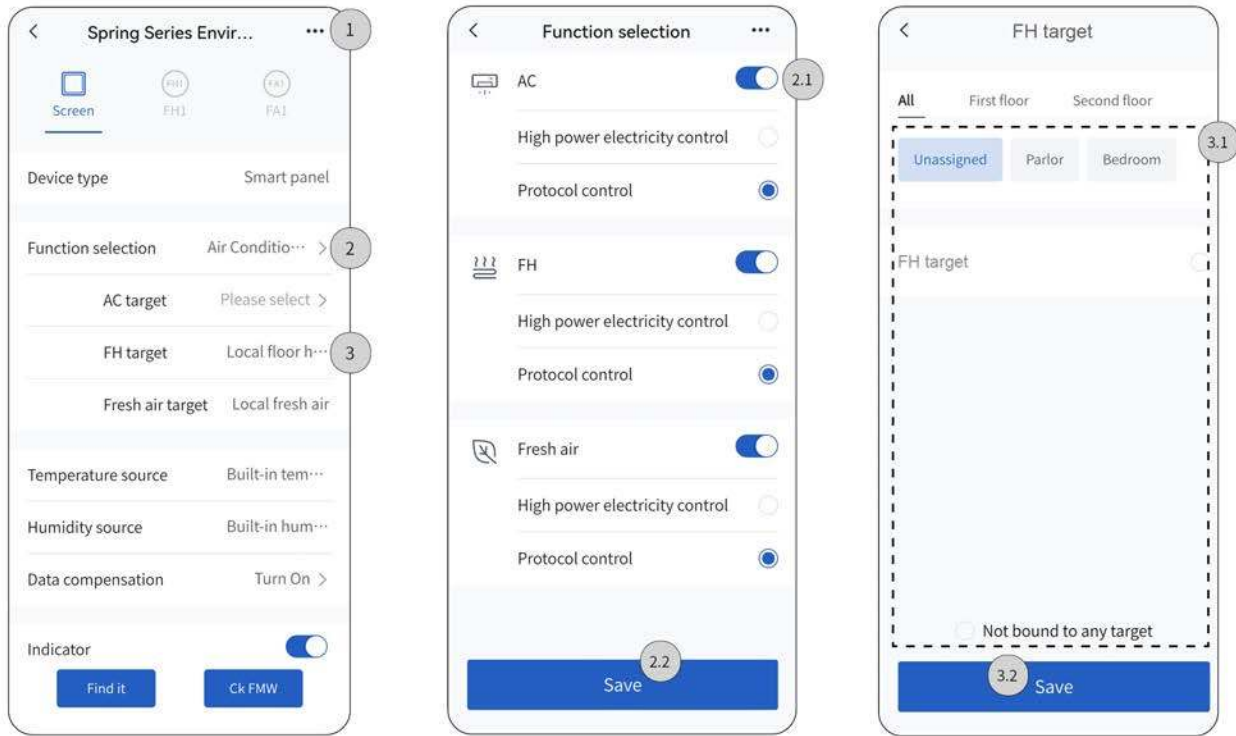 Spring Series Envir...
1
FH1
FA1
Screen
FH1
FA1
Device type
Smart panel
Function selection
Air Conditio···
2
AC target
Please select
FH target
Local floor h···
3
Fresh air target
Local fresh air
Temperature source
Built-in tem···
Humidity source
Built-in hum···
Data compensation
Turn On
Indicator
Find it
Ck FMW
Function selection
AC
2.1
High power electricity control
Protocol control
FH
High power electricity control
Protocol control
Fresh air
High power electricity control
Protocol control
2.2
Save
FH target
All
First floor
Second floor
3.1
Unassigned
Parlor
Bedroom
FH target
Not bound to any target
3.2
Save